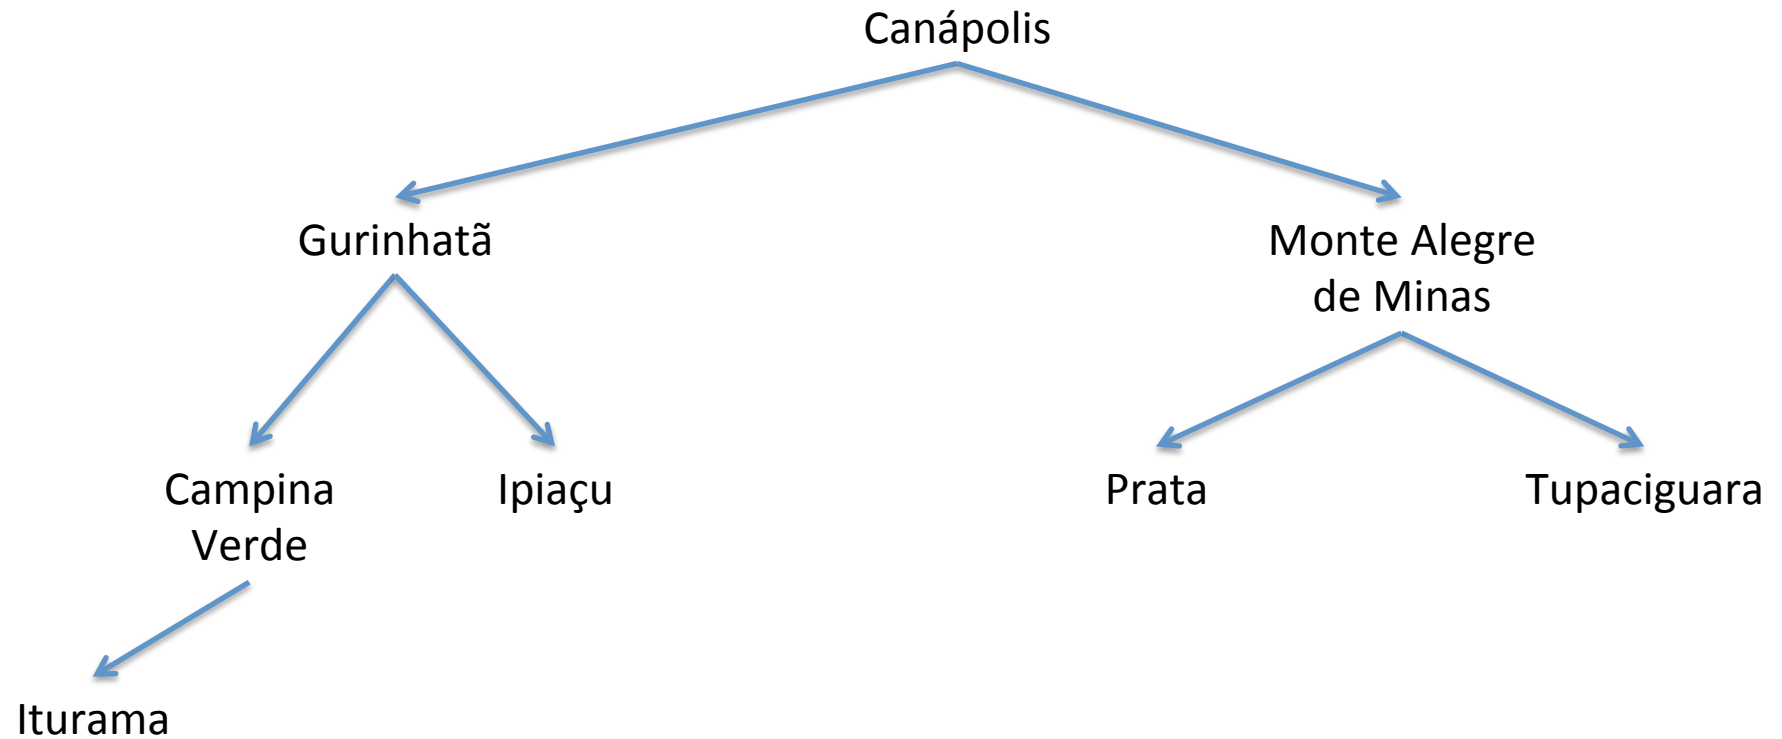 Canápolis
Gurinhatã
Monte Alegre
de Minas
Campina
Verde
Ipiaçu
Prata
Tupaciguara
Iturama